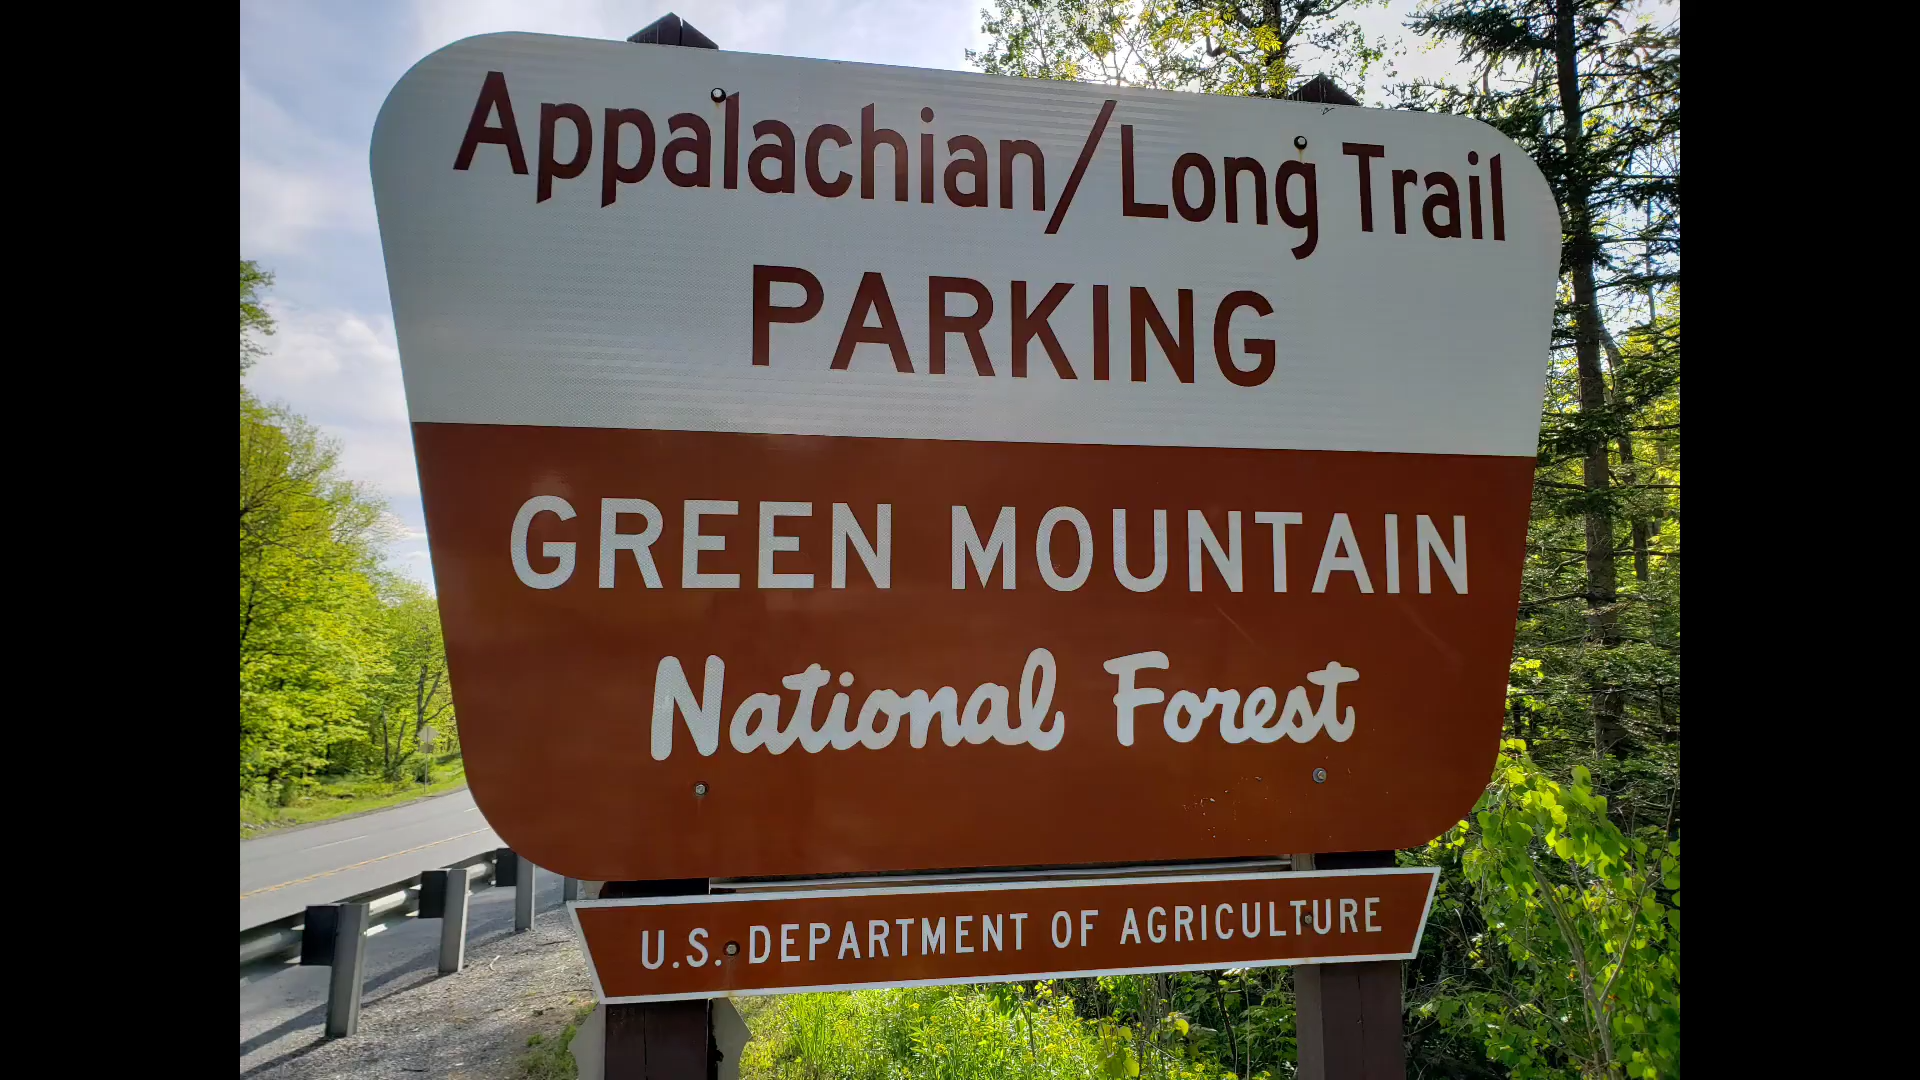 Appalachian/Long Trail
PARKING
GREEN MOUNTAIN
National Forest
U.S. DEPARTMENT OF AGRICULTURE